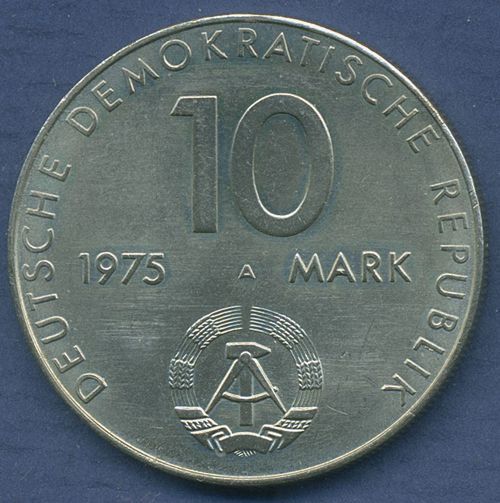 DEUTSCHE DEMOKRATISCHE REPUBLIK
10
1975 A MARK